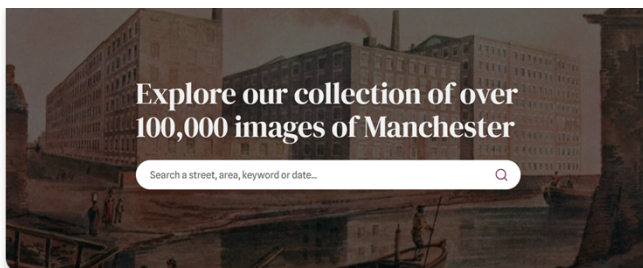 Explore our collection of over
100,000 images of Manchester
Search a street, area, keyword or date...